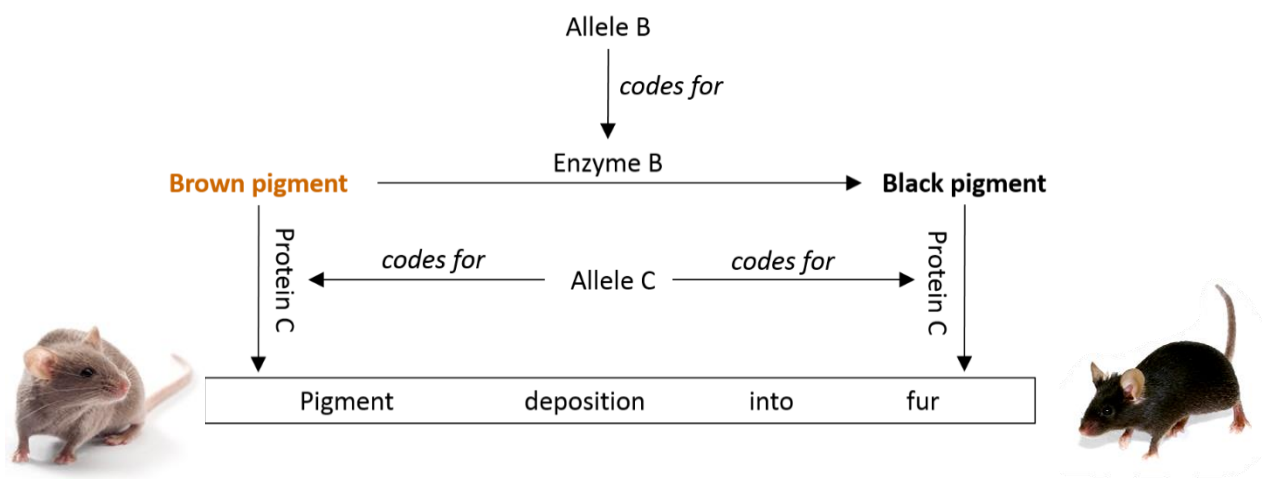 Allele B
codes for
Enzyme B
Brown pigment
Black pigment
Protein C
codes for
Allele C
codes for
Protein C
Pigment deposition into fur